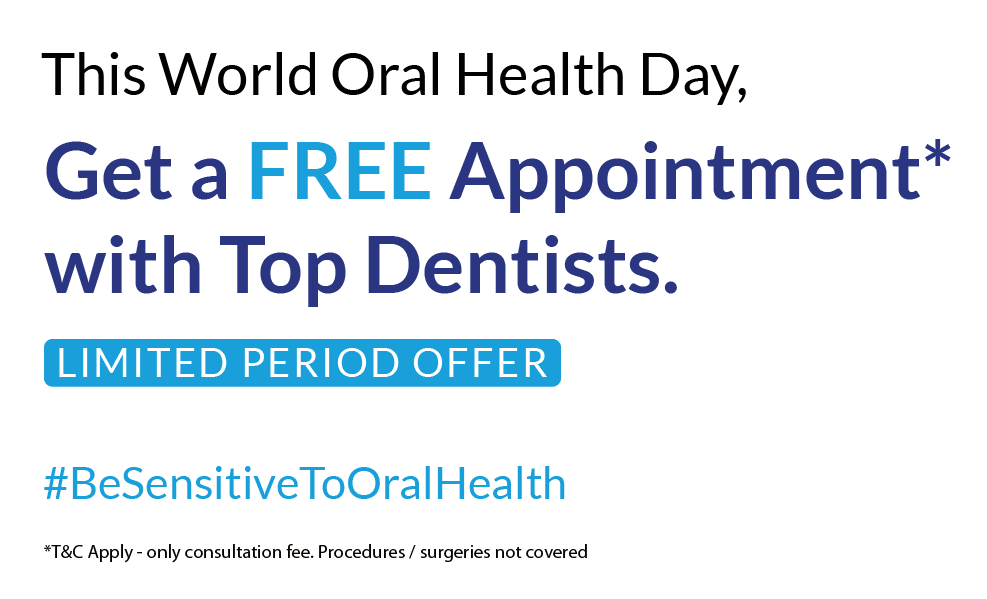 This World Oral Health Day,
Get a FREE Appointment*
with Top Dentists.
LIMITED PERIOD OFFER
#BeSensitiveToOralHealth
*T&C Apply - only consultation fee. Procedures / surgeries not covered